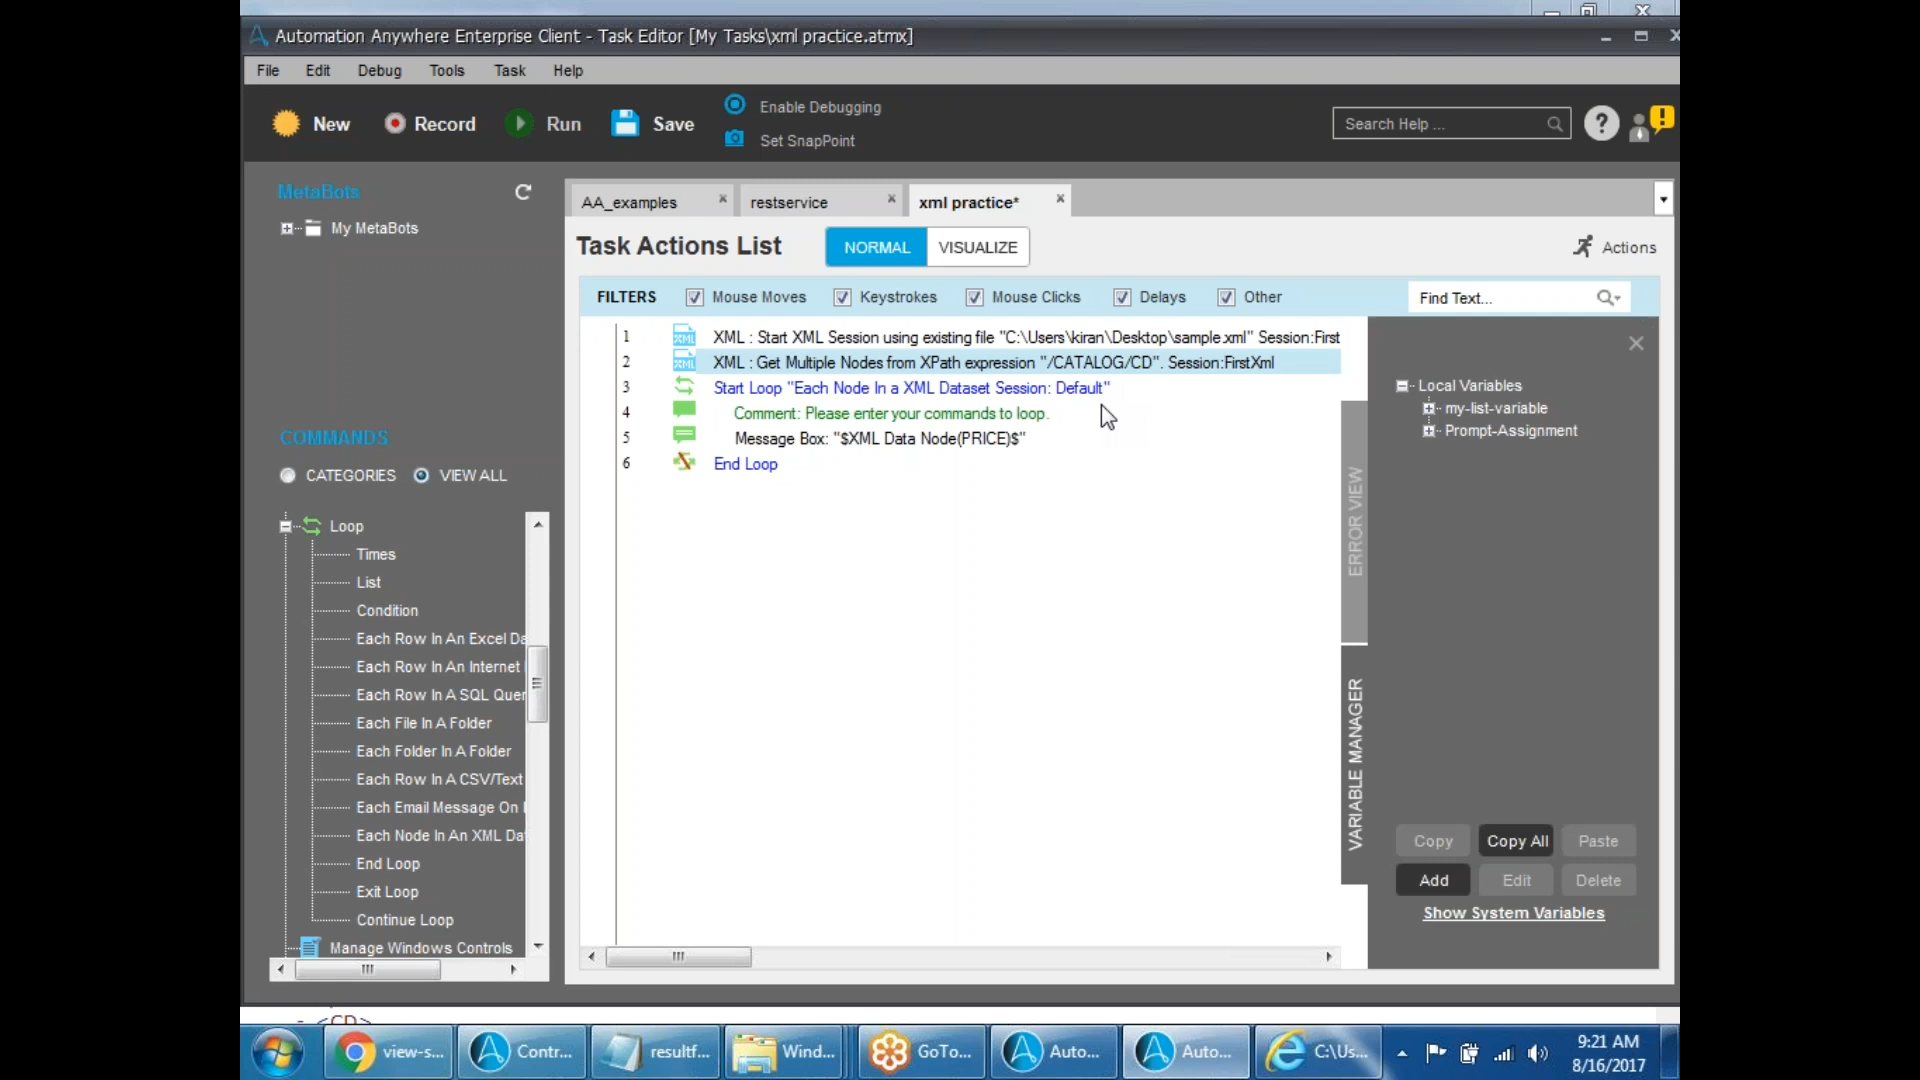 Automation Anywhere Enterprise Client - Task Editor [My Tasks\xml practice.atmx]
File Edit Debug Tools Task Help
New Record Run Save
Enable Debugging
Set SnapPoint
Search Help ...
MetaBots
My MetaBots
AA_examples restservice xml practice*
Task Actions List NORMAL VISUALIZE Actions
FILTERS Mouse Moves Keystrokes Mouse Clicks Delays Other Find Text...
1 XML : Start XML Session using existing file "C:\Users\kiran\Desktop\sample.xml" Session:First
2 XML : Get Multiple Nodes from XPath expression "/CATALOG/CD". Session:FirstXml
3 Start Loop "Each Node In a XML Dataset Session: Default"
4 Comment: Please enter your commands to loop.
5 Message Box: "$XML Data Node(PRICE)$"
6 End Loop
Local Variables
my-list-variable
Prompt-Assignment
ERROR VIEW
VARIABLE MANAGER
COMMANDS
CATEGORIES VIEW ALL
Loop
Times
List
Condition
Each Row In An Excel Da
Each Row In An Internet
Each Row In A SQL Quer
Each File In A Folder
Each Folder In A Folder
Each Row In A CSV/Text
Each Email Message On
Each Node In An XML Da
End Loop
Exit Loop
Continue Loop
Manage Windows Controls
Copy Copy All Paste
Add Edit Delete
Show System Variables
- <CD>
view-s... Contr... resultf... Wind... GoTo... Auto... Auto... C:\Us...
9:21 AM
8/16/2017